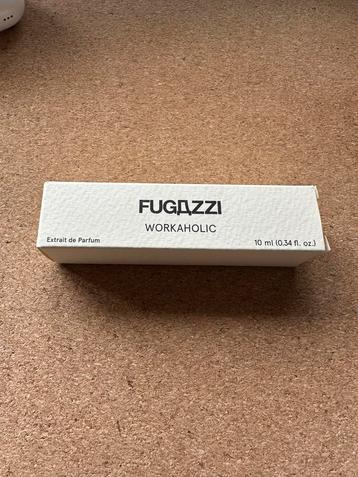 FUGAZZI
WORKAHOLIC
Extrait de Parfum
10 ml (0.34 fl. oz.)